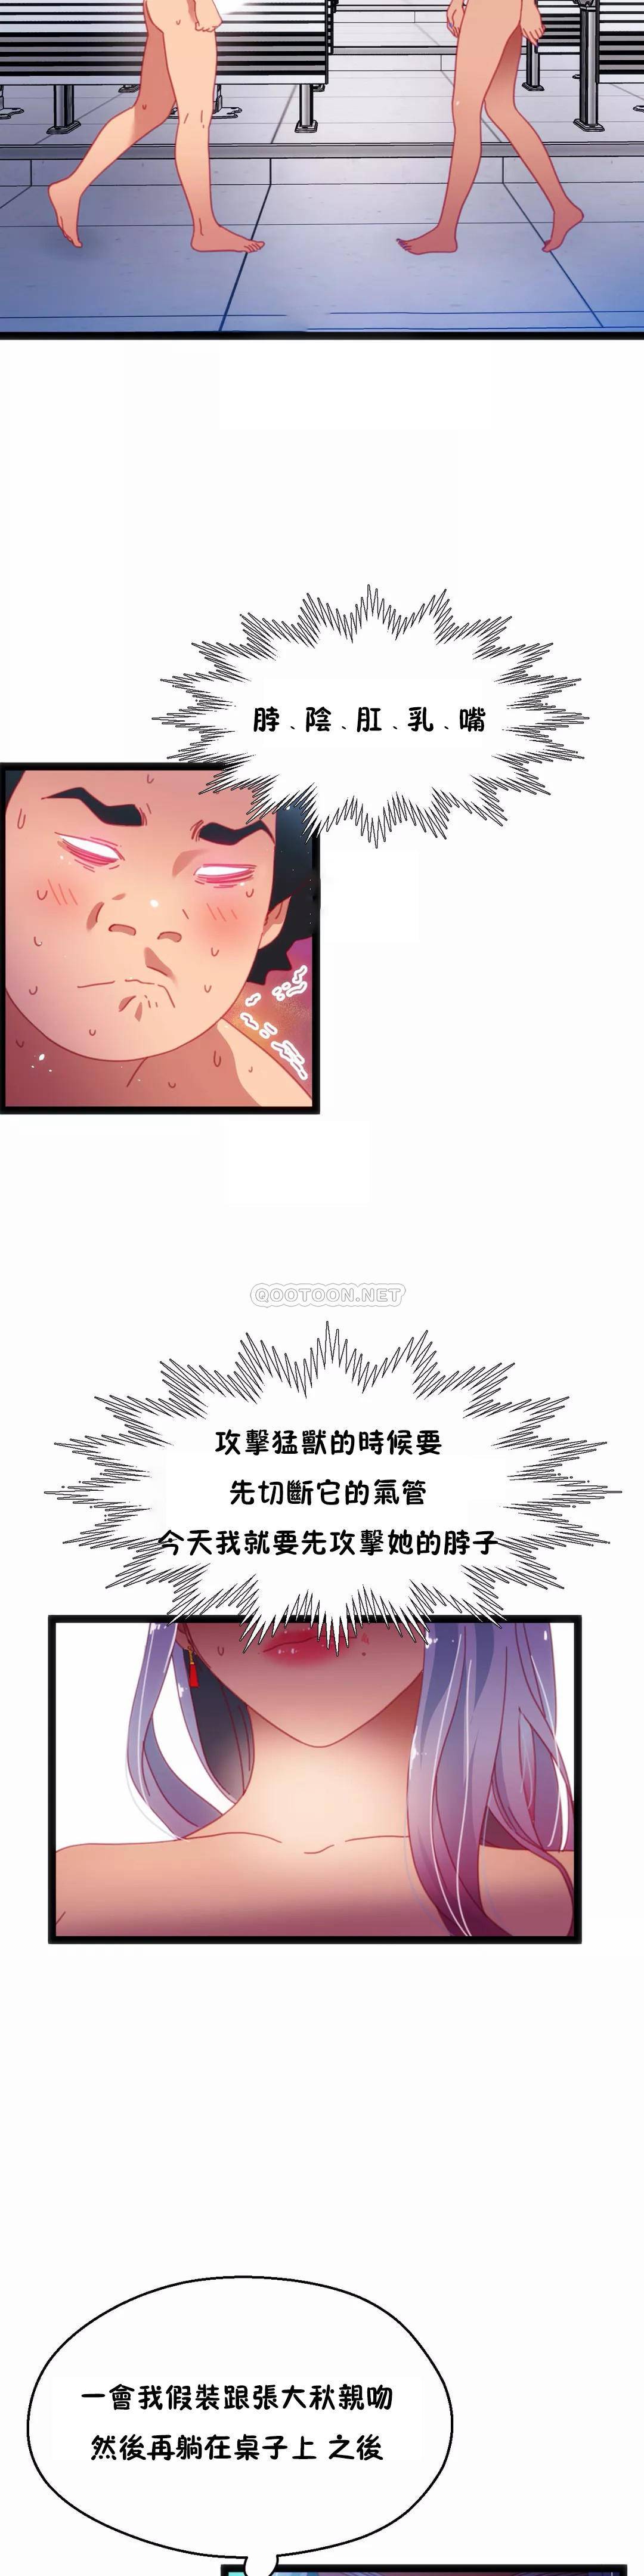 脖、陰、肛、乳、嘴
QOOTOON.NET
攻擊猛獸的時候要
先切斷它的氣管
今天我就要先攻擊她的脖子
一會我假裝跟張大秋親吻
然後再躺在桌子上 之後